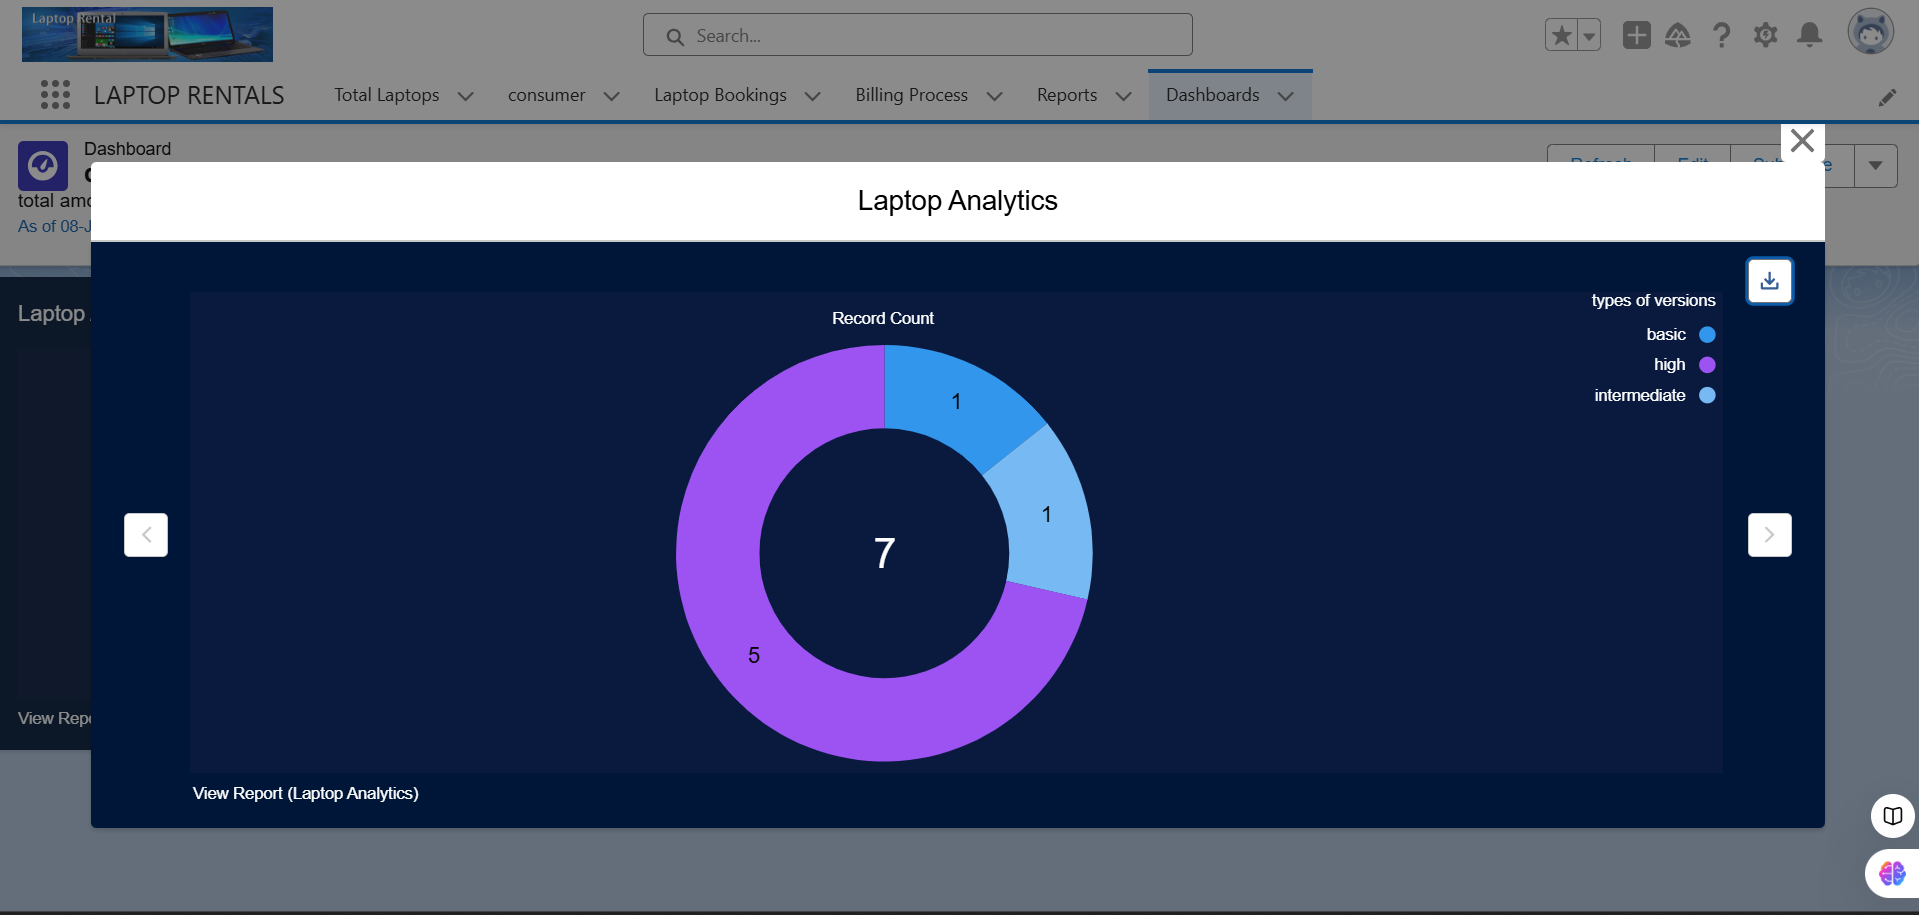 Laptop Rental
Search...
LAPTOP RENTALS
Total Laptops
consumer
Laptop Bookings
Billing Process
Reports
Dashboards
Dashboard
total
As of 08-
Laptop Analytics
Laptop
Record Count
types of versions
basic
high
intermediate
1
1
7
5
View
View Report (Laptop Analytics)